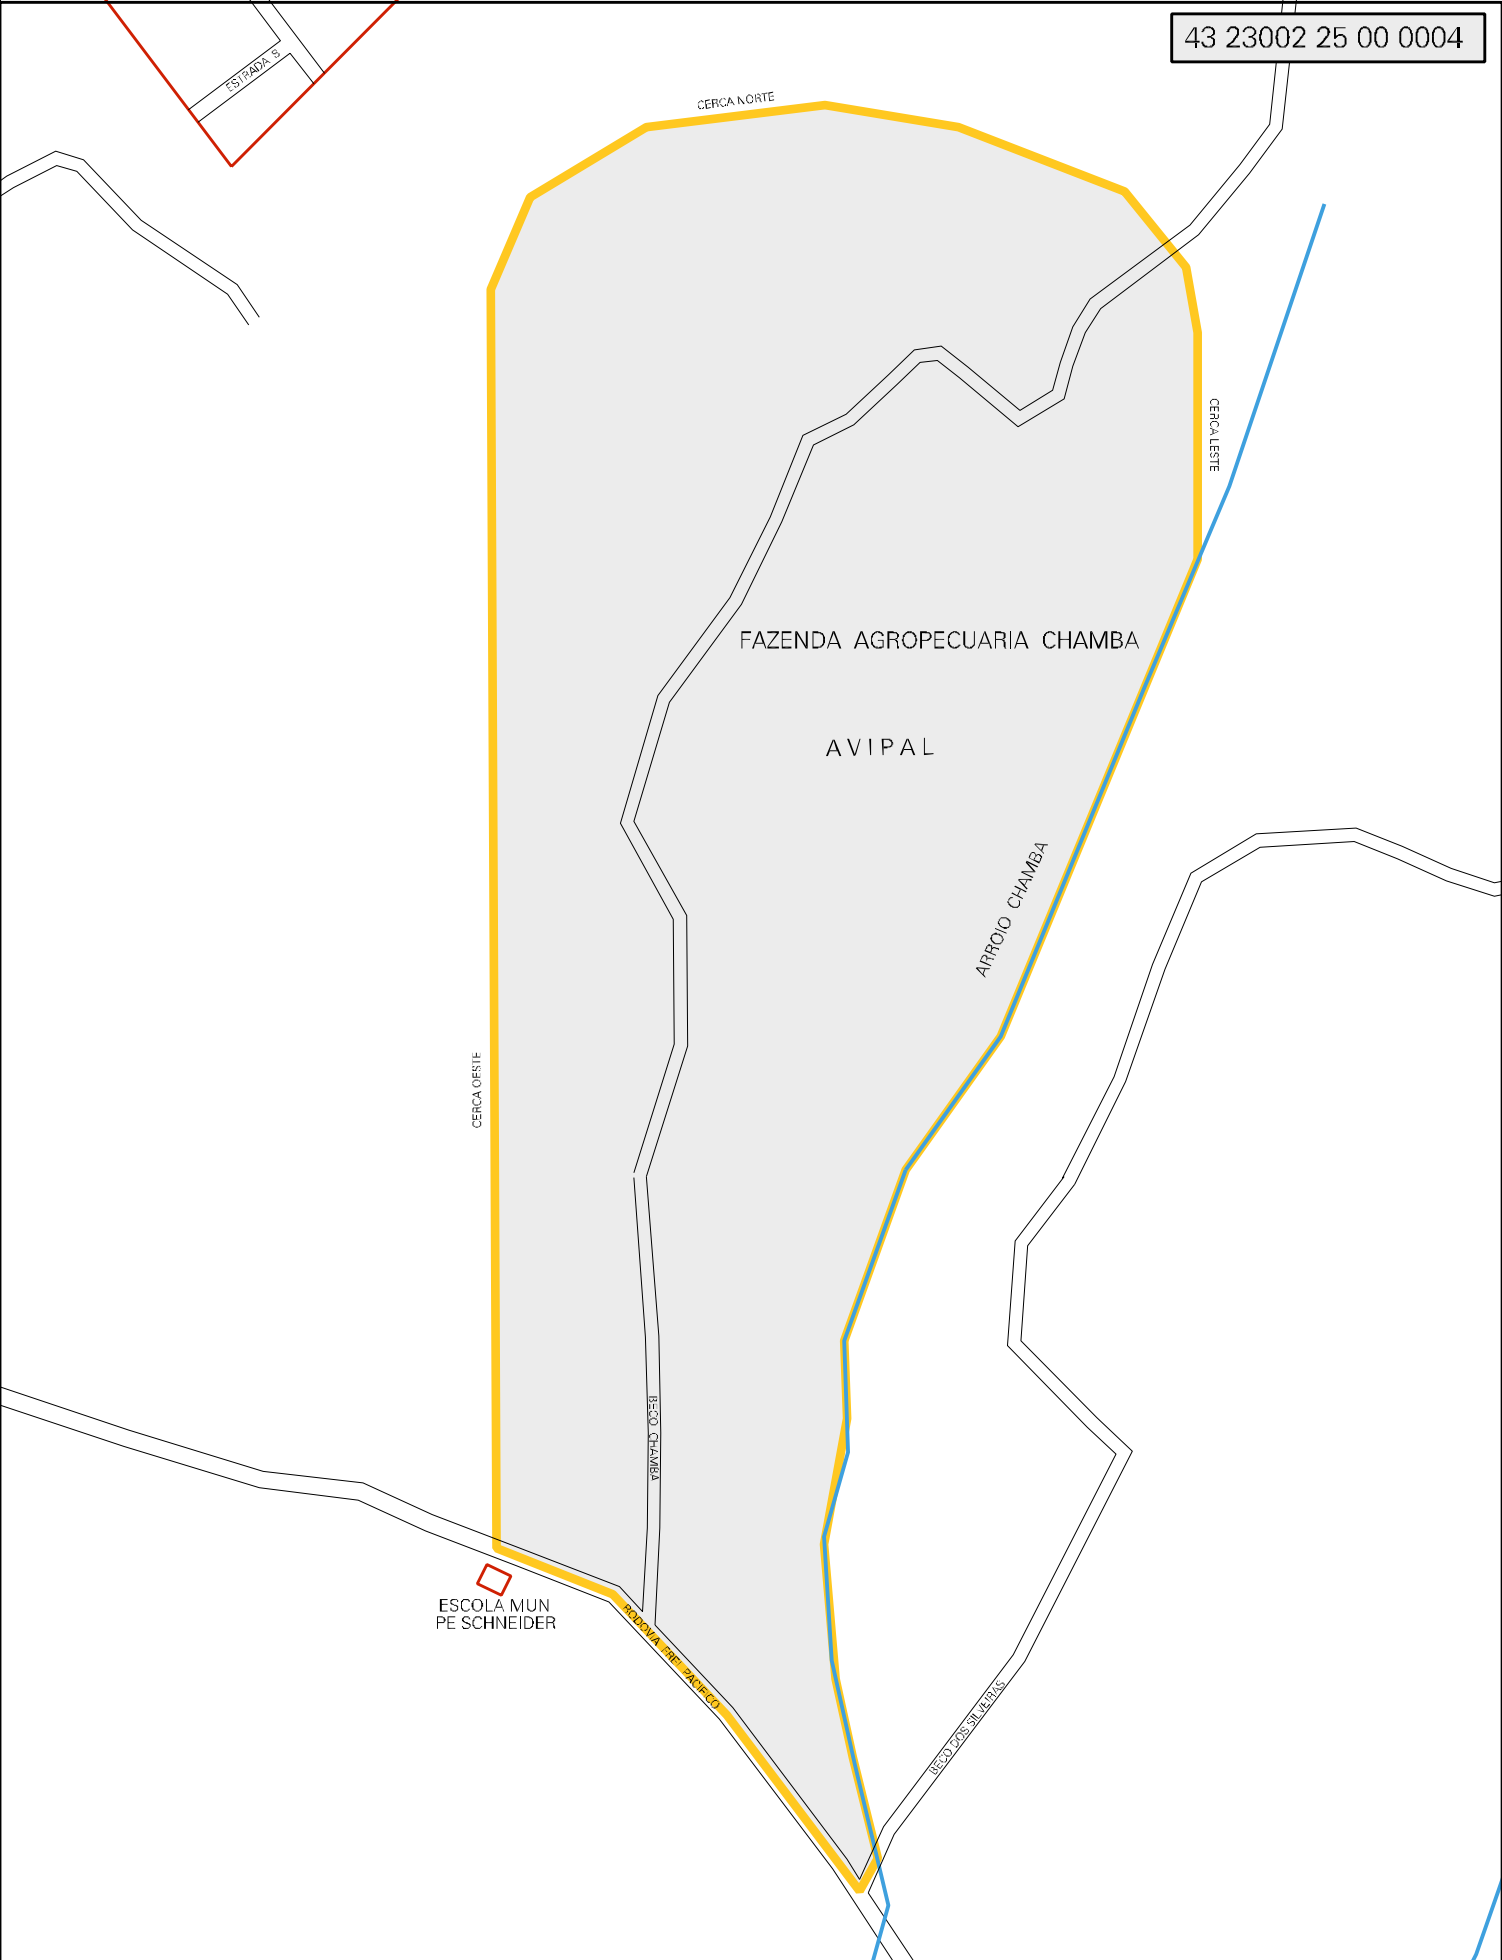 43 23002 25 00 0004
ESTRADA S
CERCA NORTE
CERCA LESTE
FAZENDA AGROPECUARIA CHAMBA
AVIPAL
ARROIO CHAMBA
CERCA OESTE
BECO CHAMBA
ESCOLA MUN
PE SCHNEIDER
RODOVIA FREI PACIFICO
BECO DOS SILVEIRAS